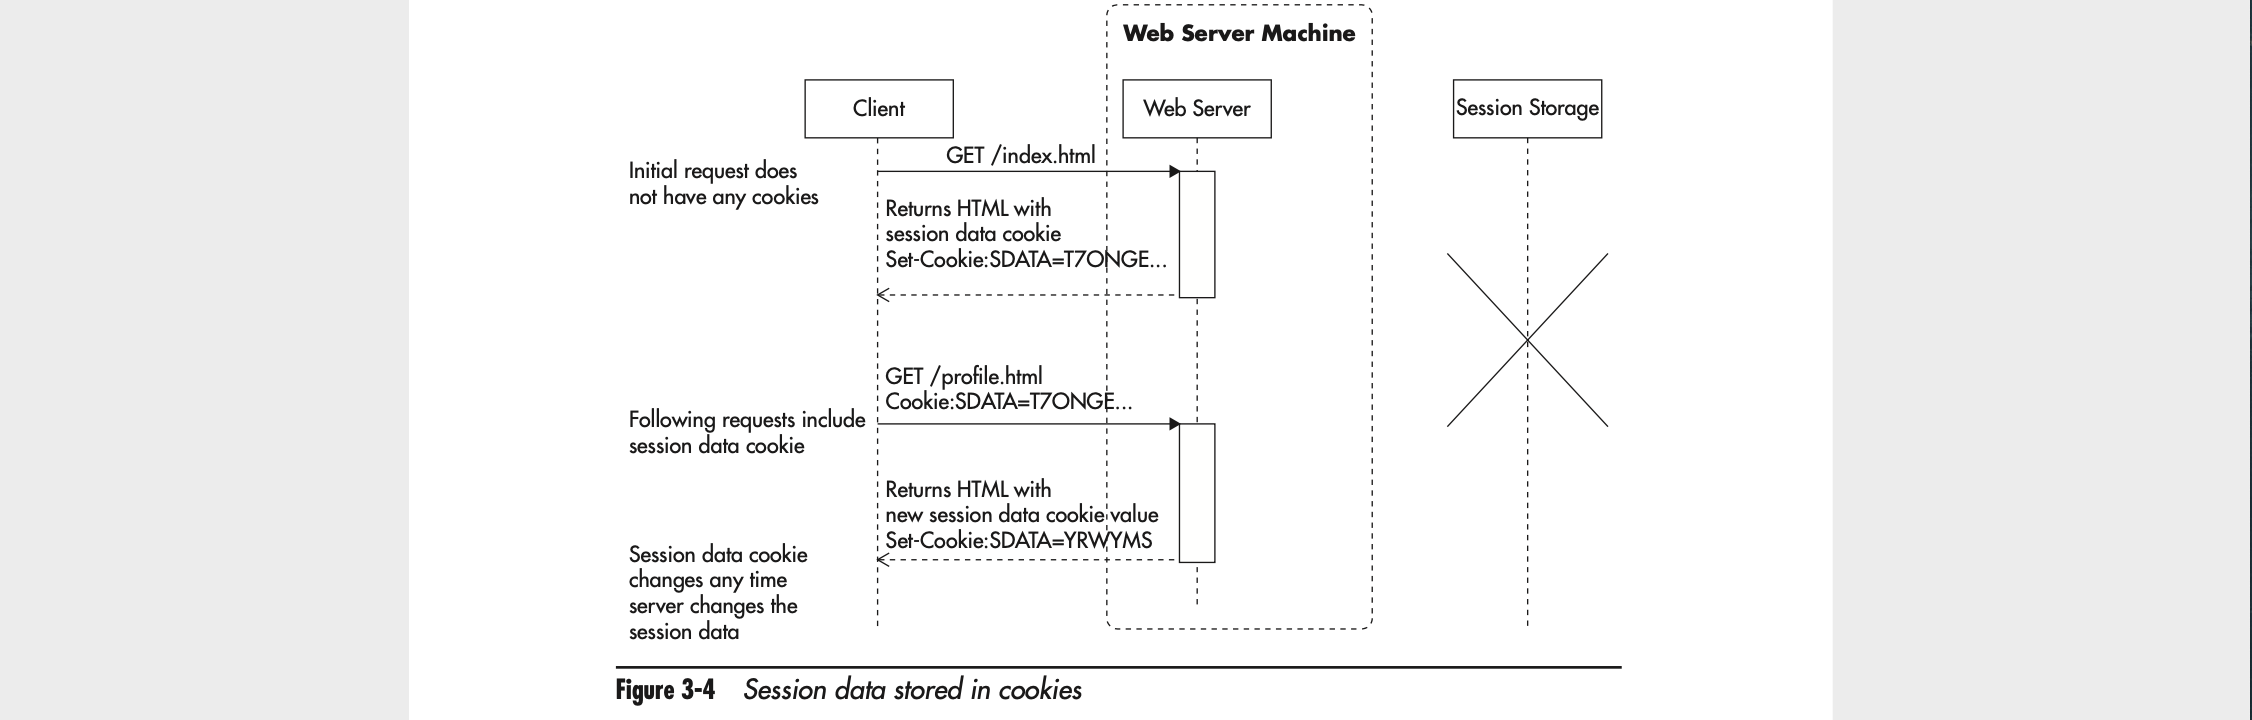 Web Server Machine
Client
Web Server
Session Storage
GET /index.html
Initial request does
not have any cookies
Returns HTML with
session data cookie
Set-Cookie:SDATA=T7ONGE...
GET /profile.html
Cookie:SDATA=T7ONGE...
Following requests include
session data cookie
Returns HTML with
new session data cookie value
Set-Cookie:SDATA=YRWYMS
Session data cookie
changes any time
server changes the
session data
Figure 3-4 Session data stored in cookies